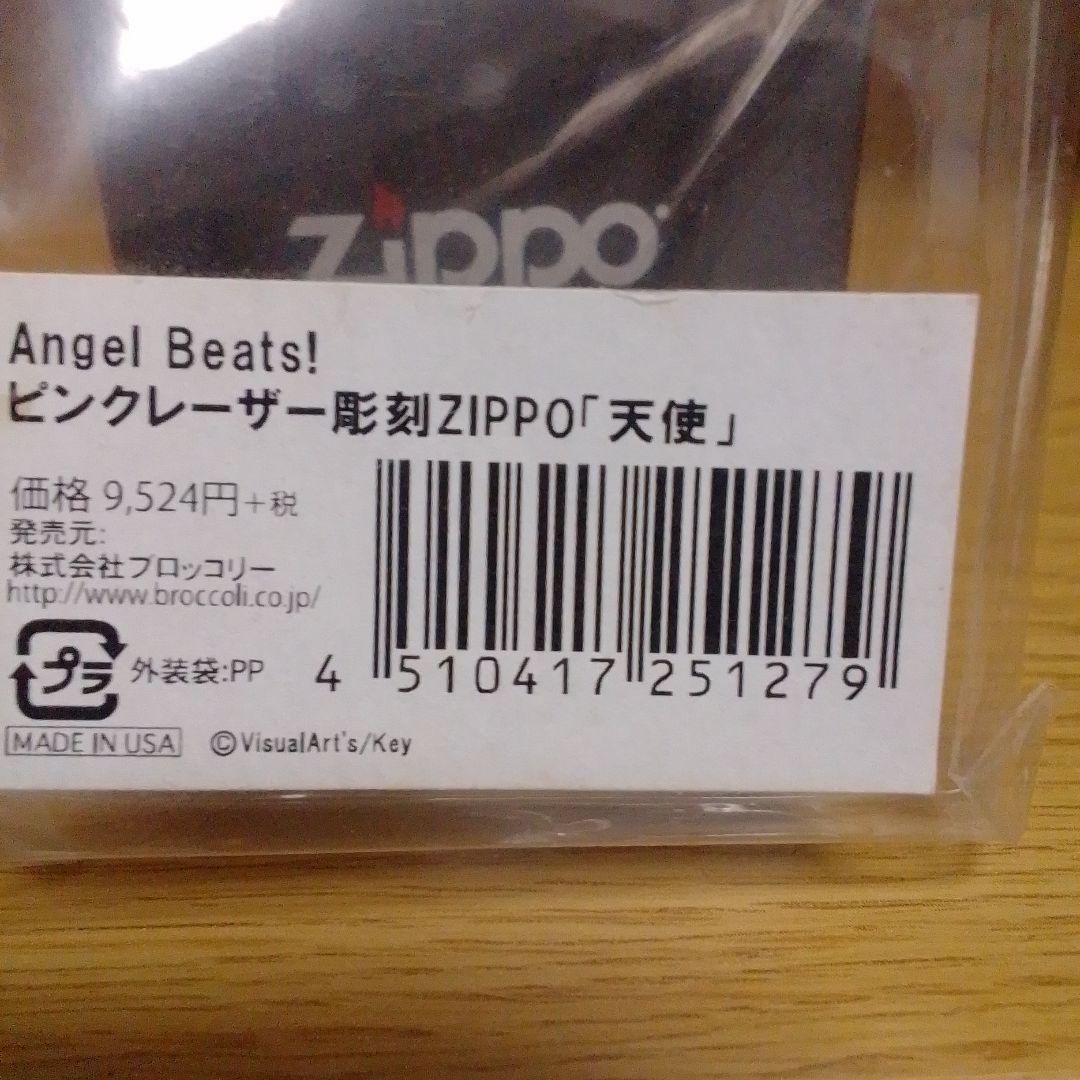 zippo
Angel Beats!
ピンクレーザー彫刻ZIPPO「天使」
価格 9,524円+税
発売元:
株式会社ブロッコリー
http://www.broccoli.co.jp/
プラ 外装袋:PP
4 510417 251279
MADE IN USA ©VisualArt's/Key